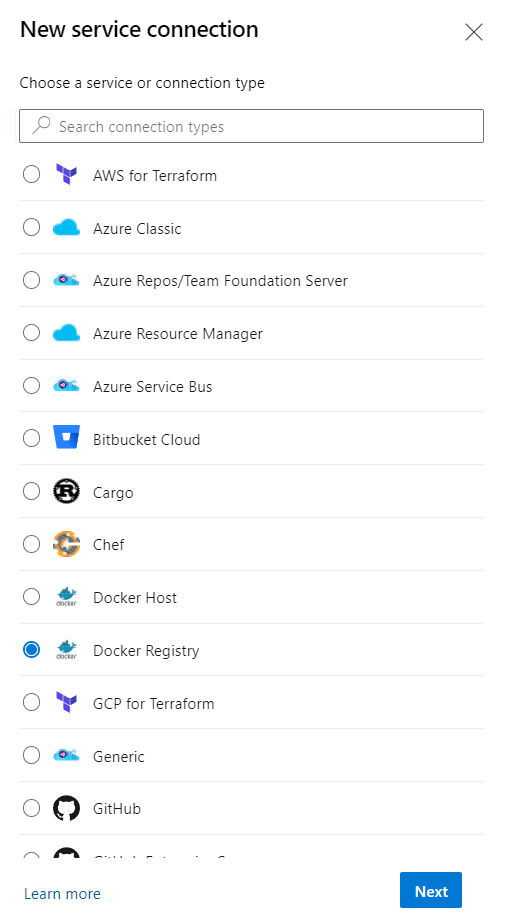 New service connection
Choose a service or connection type
Search connection types
AWS for Terraform
Azure Classic
Azure Repos/Team Foundation Server
Azure Resource Manager
Azure Service Bus
Bitbucket Cloud
Cargo
Chef
docker
Docker Host
docker
Docker Registry
GCP for Terraform
Generic
GitHub
Learn more
Next